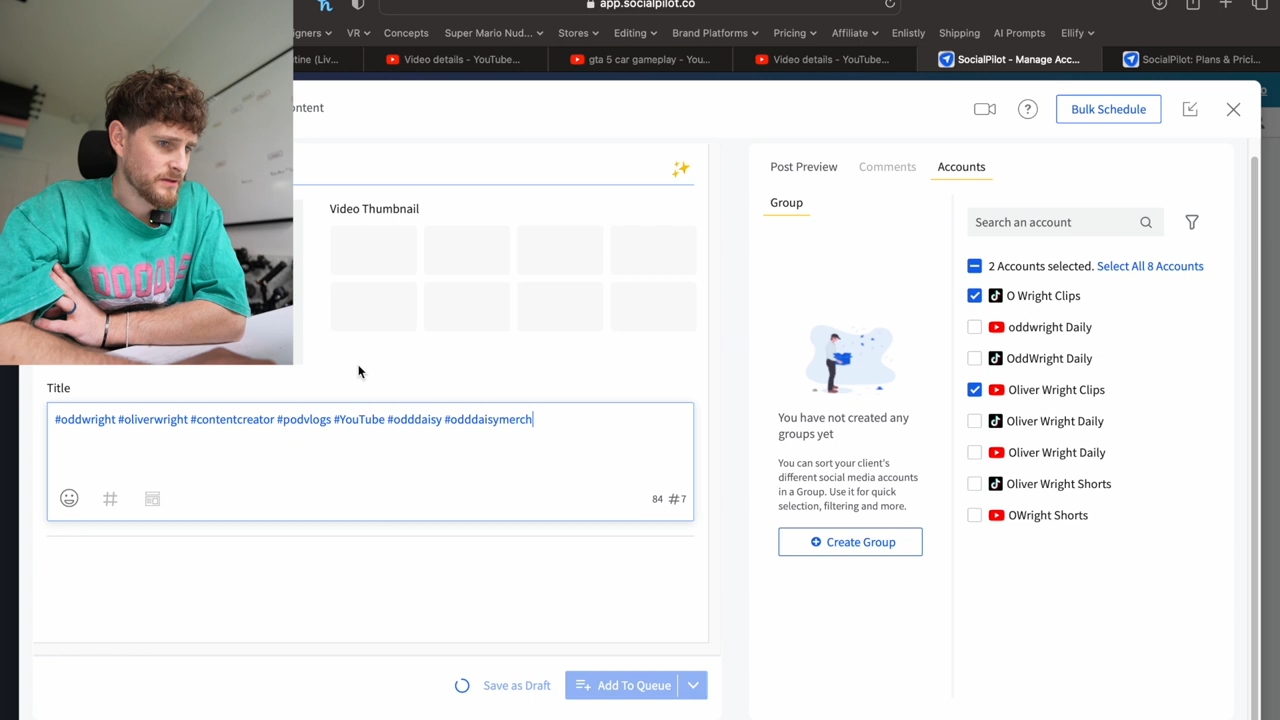 app.socialpilot.co
gners
VR
Concepts
Super Mario Nud...
Stores
Editing
Brand Platforms
Pricing
Affiliate
Enlistly
Shipping
AI Prompts
Ellify
tine (Liv...
Video details - YouTube...
gta 5 car gameplay - You...
Video details - YouTube...
SocialPilot - Manage Acc...
SocialPilot: Plans & Prici...
ontent
Bulk Schedule
Post Preview
Comments
Accounts
Video Thumbnail
Group
Search an account
2 Accounts selected. Select All 8 Accounts
O Wright Clips
oddwright Daily
OddWright Daily
Oliver Wright Clips
Oliver Wright Daily
Oliver Wright Daily
Oliver Wright Shorts
OWright Shorts
Title
#oddwright #oliverwright #contentcreator #podvlogs #YouTube #odddaisy #odddaisymerch
84 #7
You have not created any
groups yet
You can sort your client's
different social media accounts
in a Group. Use it for quick
selection, filtering and more.
Create Group
Save as Draft
Add To Queue